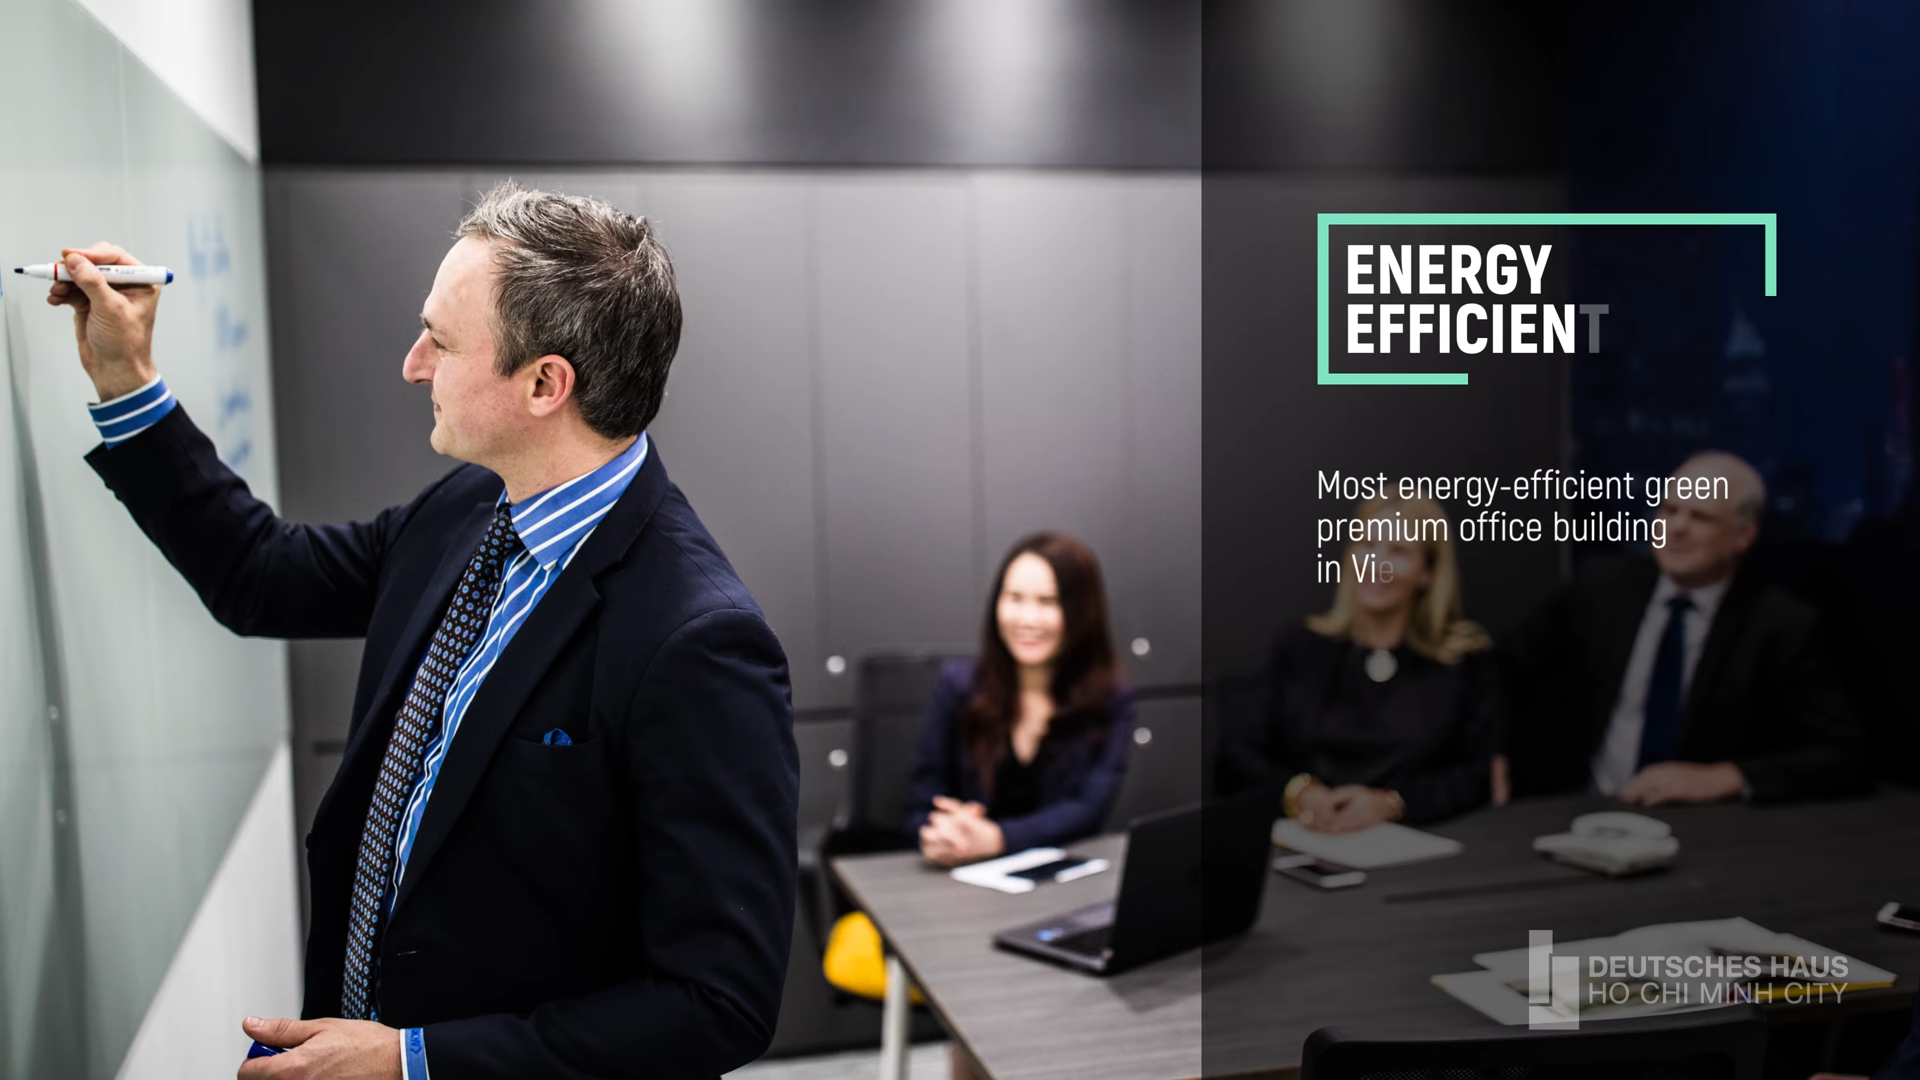 ENERGY
EFFICIENT
Most energy-efficient green
premium office building
in Vie
DEUTSCHES HAUS
HO CHI MINH CITY